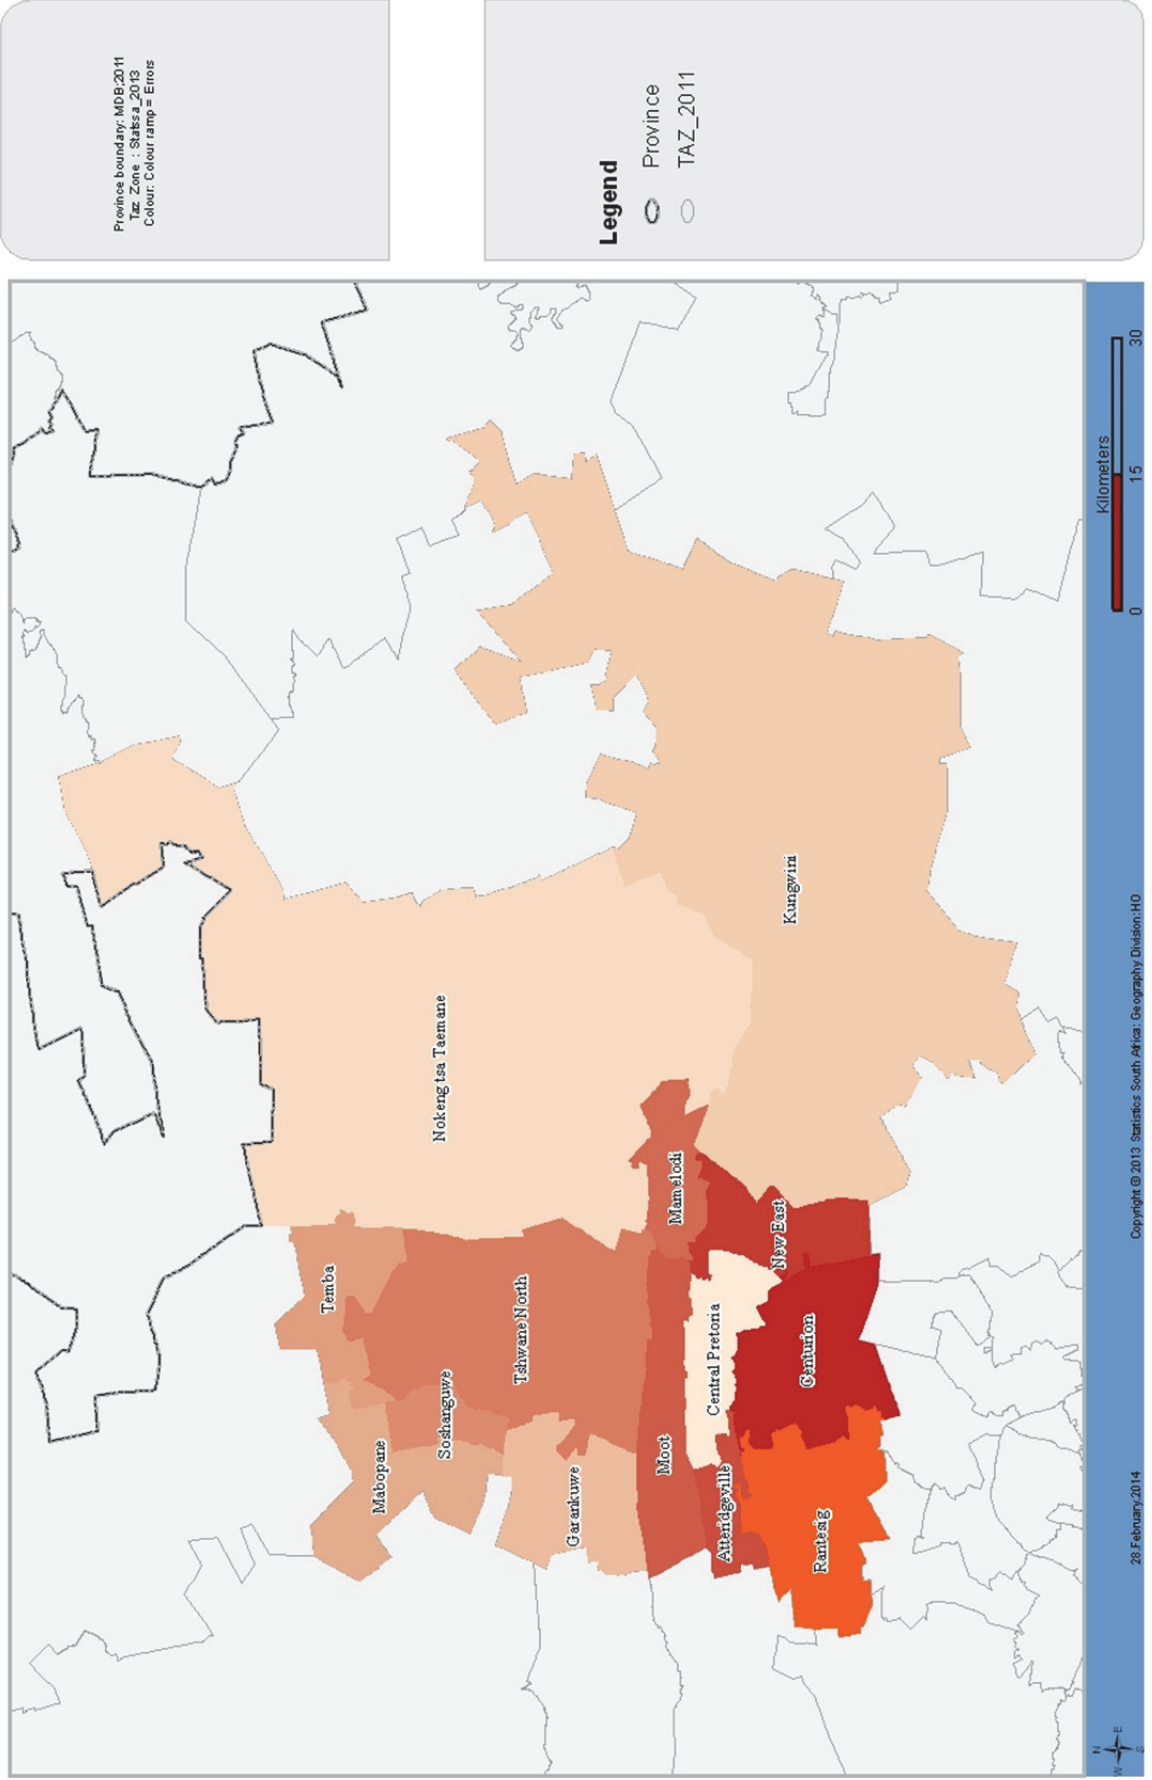 Temba
Mabopane
Soshanguwe
Nokeng tsa Taemane
Tshwane North
Garankuwe
Moot
Mamelodi
Central Pretoria
Atteridgeville
New East
Kungwini
Centurion
Rantesig
Province boundary: MDB:2011
Taz Zone : Statssa_2013
Colour: Colour ramp = Errors
Legend
Province
TAZ_2011
N
W E
S
28.February.2014
Copyright @ 2013 Statistics South Africa: Geography Division:HO
Kilometers
0 15 30